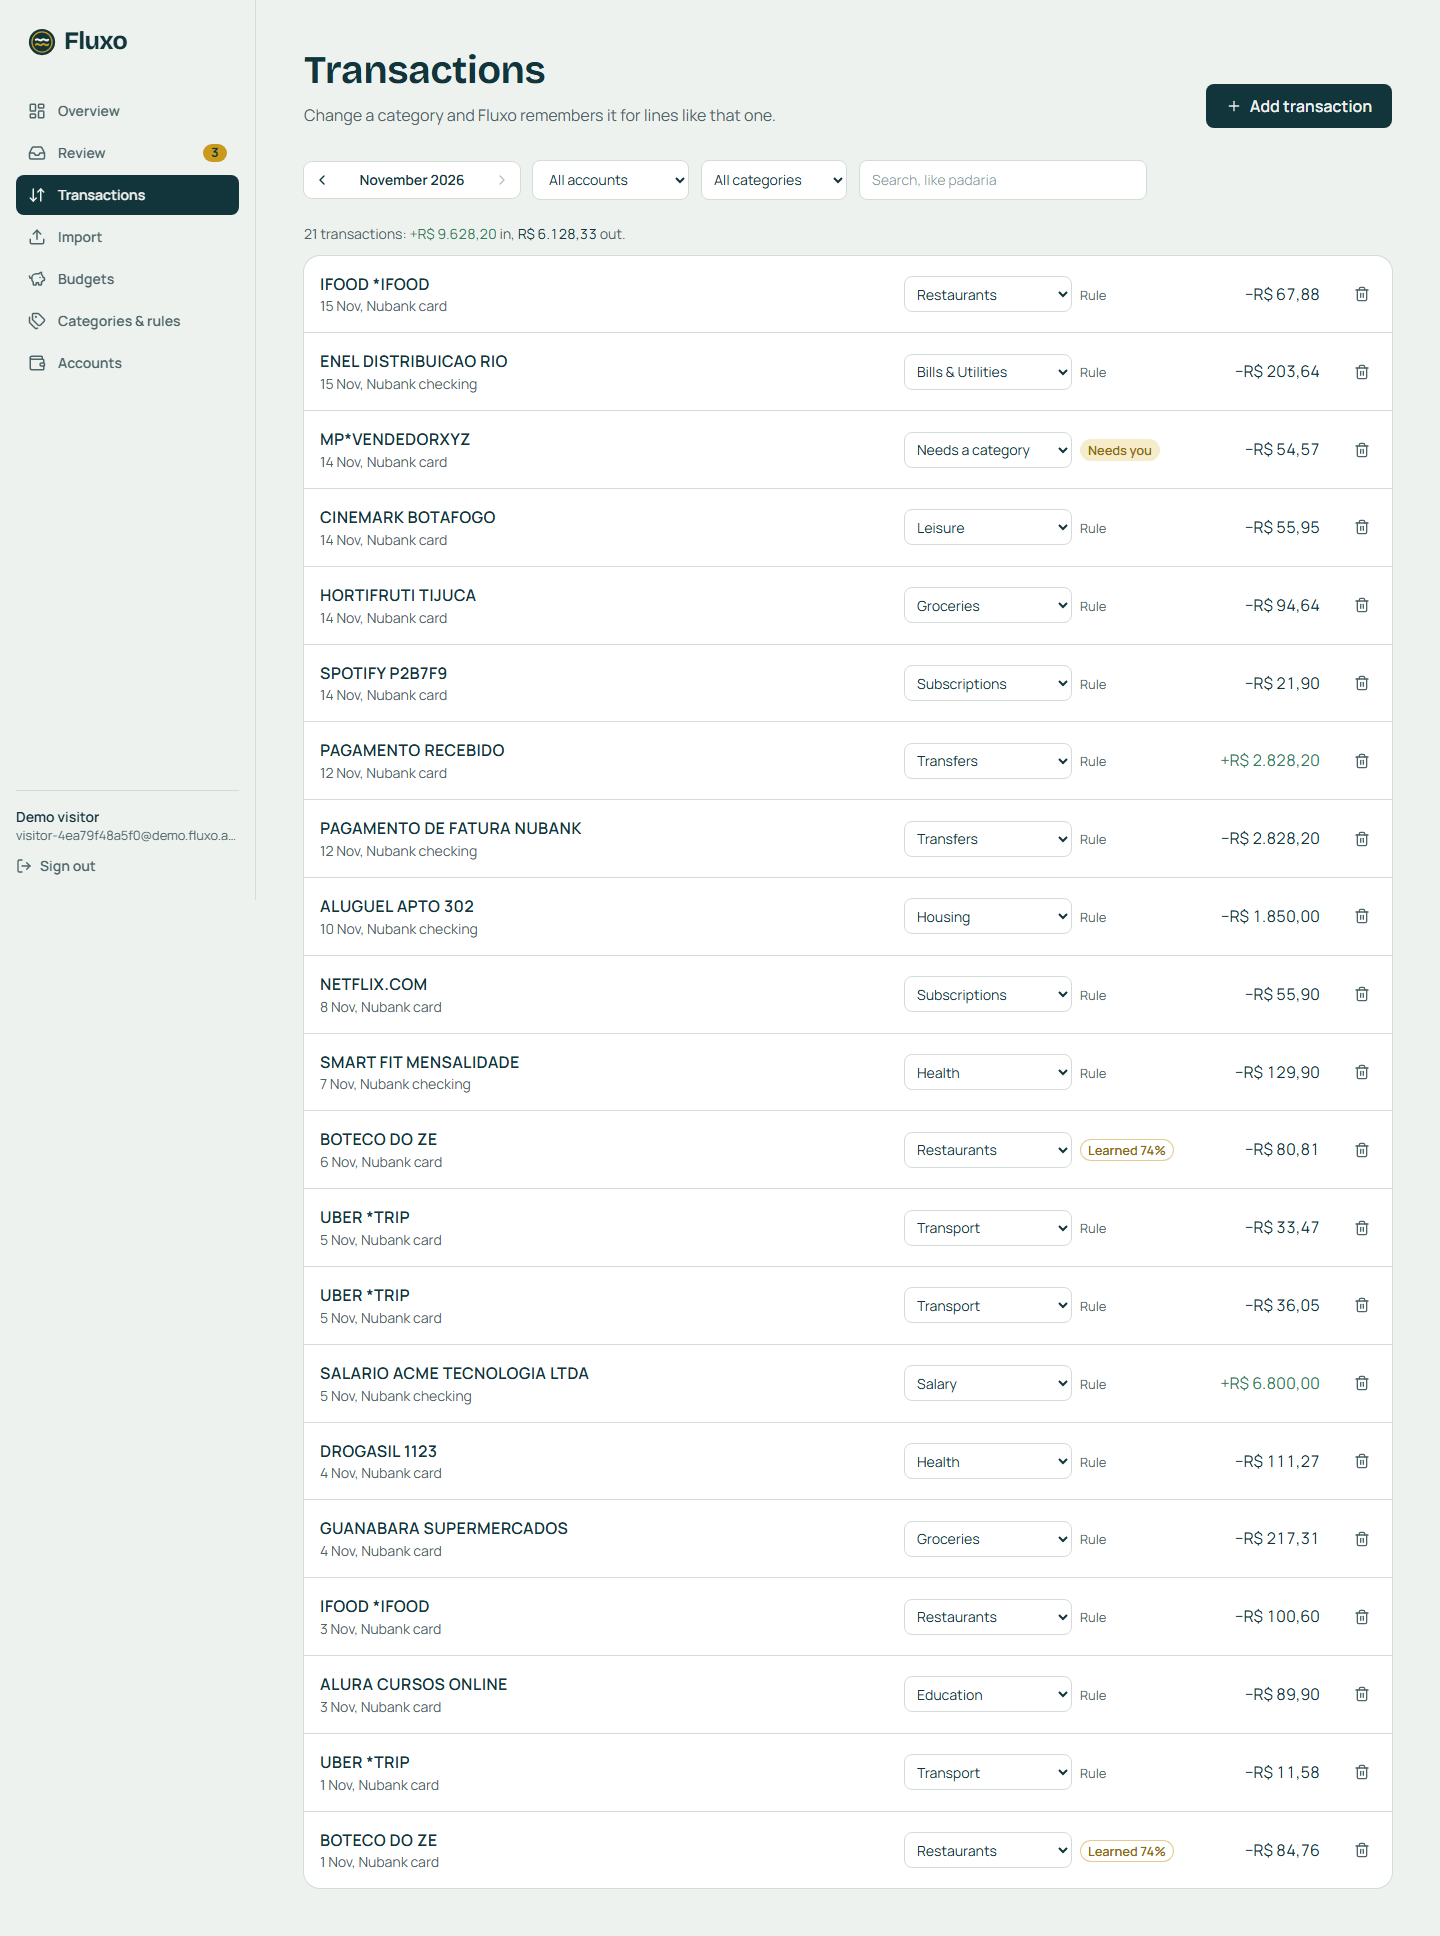 Fluxo
Overview
Review 3
Transactions
Import
Budgets
Categories & rules
Accounts
Demo visitor
visitor-4ea79f48a5f0@demo.fluxo.a...
Sign out
Transactions
Change a category and Fluxo remembers it for lines like that one.
+ Add transaction
November 2026
All accounts
All categories
Search, like padaria
21 transactions: +R$ 9.628,20 in, R$ 6.128,33 out.
IFOOD *IFOOD
15 Nov, Nubank card
Restaurants Rule −R$ 67,88
ENEL DISTRIBUICAO RIO
15 Nov, Nubank checking
Bills & Utilities Rule −R$ 203,64
MP*VENDEDORXYZ
14 Nov, Nubank card
Needs a category Needs you −R$ 54,57
CINEMARK BOTAFOGO
14 Nov, Nubank card
Leisure Rule −R$ 55,95
HORTIFRUTI TIJUCA
14 Nov, Nubank card
Groceries Rule −R$ 94,64
SPOTIFY P2B7F9
14 Nov, Nubank card
Subscriptions Rule −R$ 21,90
PAGAMENTO RECEBIDO
12 Nov, Nubank card
Transfers Rule +R$ 2.828,20
PAGAMENTO DE FATURA NUBANK
12 Nov, Nubank checking
Transfers Rule −R$ 2.828,20
ALUGUEL APTO 302
10 Nov, Nubank checking
Housing Rule −R$ 1.850,00
NETFLIX.COM
8 Nov, Nubank card
Subscriptions Rule −R$ 55,90
SMART FIT MENSALIDADE
7 Nov, Nubank checking
Health Rule −R$ 129,90
BOTECO DO ZE
6 Nov, Nubank card
Restaurants Learned 74% −R$ 80,81
UBER *TRIP
5 Nov, Nubank card
Transport Rule −R$ 33,47
UBER *TRIP
5 Nov, Nubank card
Transport Rule −R$ 36,05
SALARIO ACME TECNOLOGIA LTDA
5 Nov, Nubank checking
Salary Rule +R$ 6.800,00
DROGASIL 1123
4 Nov, Nubank card
Health Rule −R$ 111,27
GUANABARA SUPERMERCADOS
4 Nov, Nubank card
Groceries Rule −R$ 217,31
IFOOD *IFOOD
3 Nov, Nubank card
Restaurants Rule −R$ 100,60
ALURA CURSOS ONLINE
3 Nov, Nubank card
Education Rule −R$ 89,90
UBER *TRIP
1 Nov, Nubank card
Transport Rule −R$ 11,58
BOTECO DO ZE
1 Nov, Nubank card
Restaurants Learned 74% −R$ 84,76